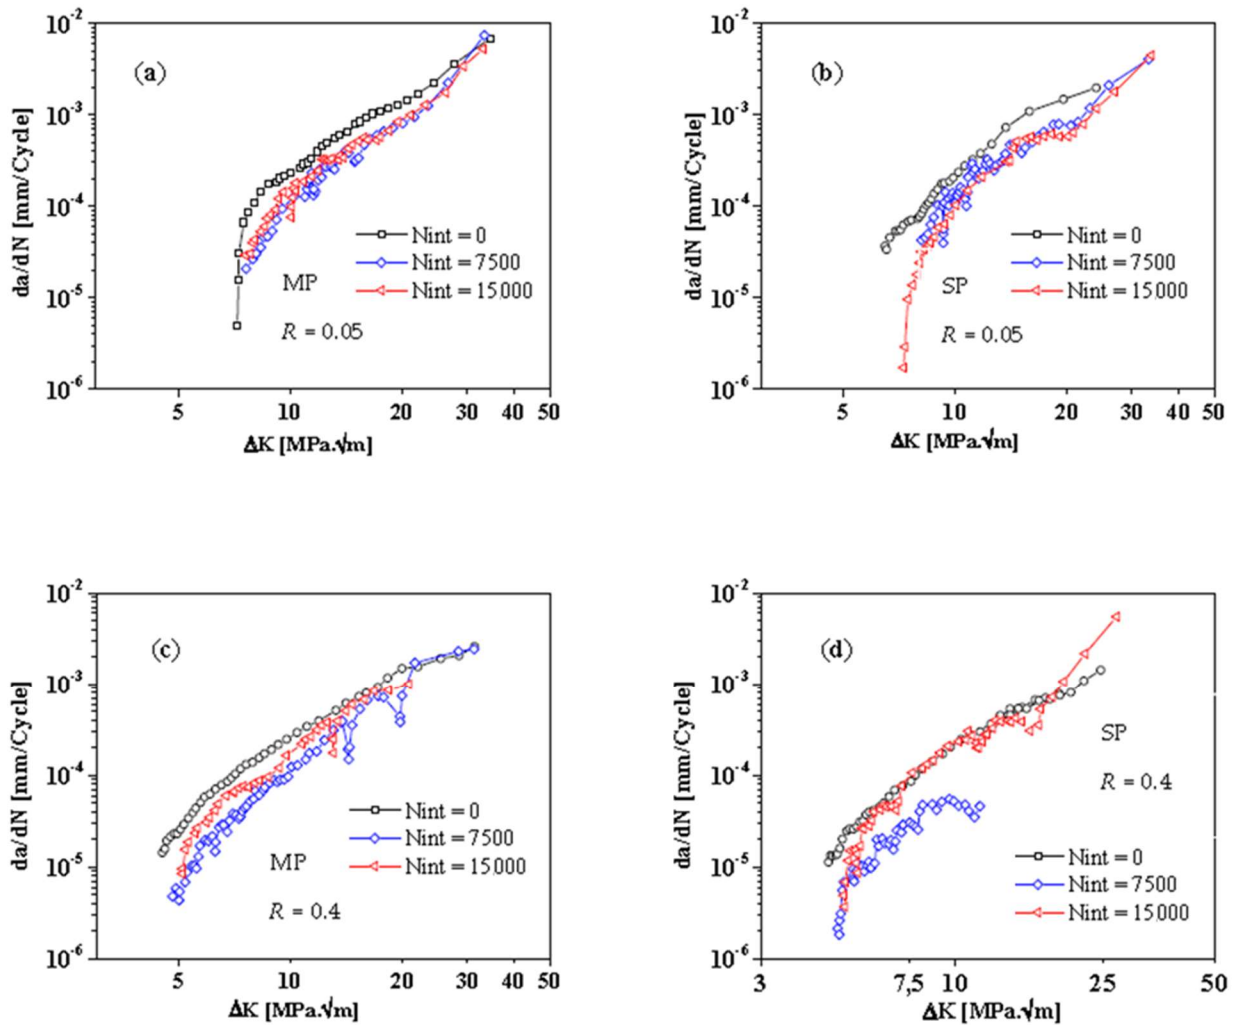 (a)
da/dN [mm/Cycle]
10⁻²
10⁻³
10⁻⁴
10⁻⁵
10⁻⁶
Nint = 0
Nint = 7500
Nint = 15000
MP
R = 0.05
5 10 20 30 40 50
ΔK [MPa.√m]
(b)
da/dN [mm/Cycle]
10⁻²
10⁻³
10⁻⁴
10⁻⁵
10⁻⁶
Nint = 0
Nint = 7500
Nint = 15000
SP
R = 0.05
5 10 20 30 40 50
ΔK [MPa.√m]
(c)
da/dN [mm/Cycle]
10⁻²
10⁻³
10⁻⁴
10⁻⁵
10⁻⁶
Nint = 0
Nint = 7500
Nint = 15000
MP
R = 0.4
5 10 20 30 40 50
ΔK [MPa.√m]
(d)
da/dN [mm/Cycle]
10⁻²
10⁻³
10⁻⁴
10⁻⁵
10⁻⁶
SP
R = 0.4
Nint = 0
Nint = 7500
Nint = 15000
3 7,5 10 25 50
ΔK [MPa.√m]